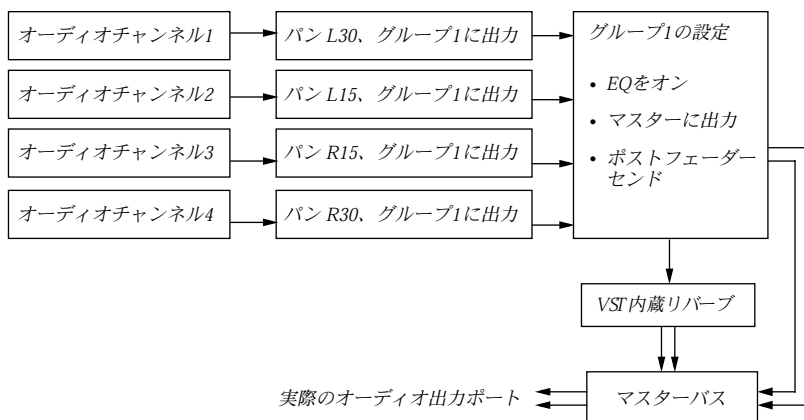 オーディオチャンネル1
パン L30、グループ1に出力
オーディオチャンネル2
パン L15、グループ1に出力
オーディオチャンネル3
パン R15、グループ1に出力
オーディオチャンネル4
パン R30、グループ1に出力
グループ1の設定
• EQをオン
• マスターに出力
• ポストフェーダー
センド
VST内蔵リバーブ
マスターバス
実際のオーディオ出力ポート